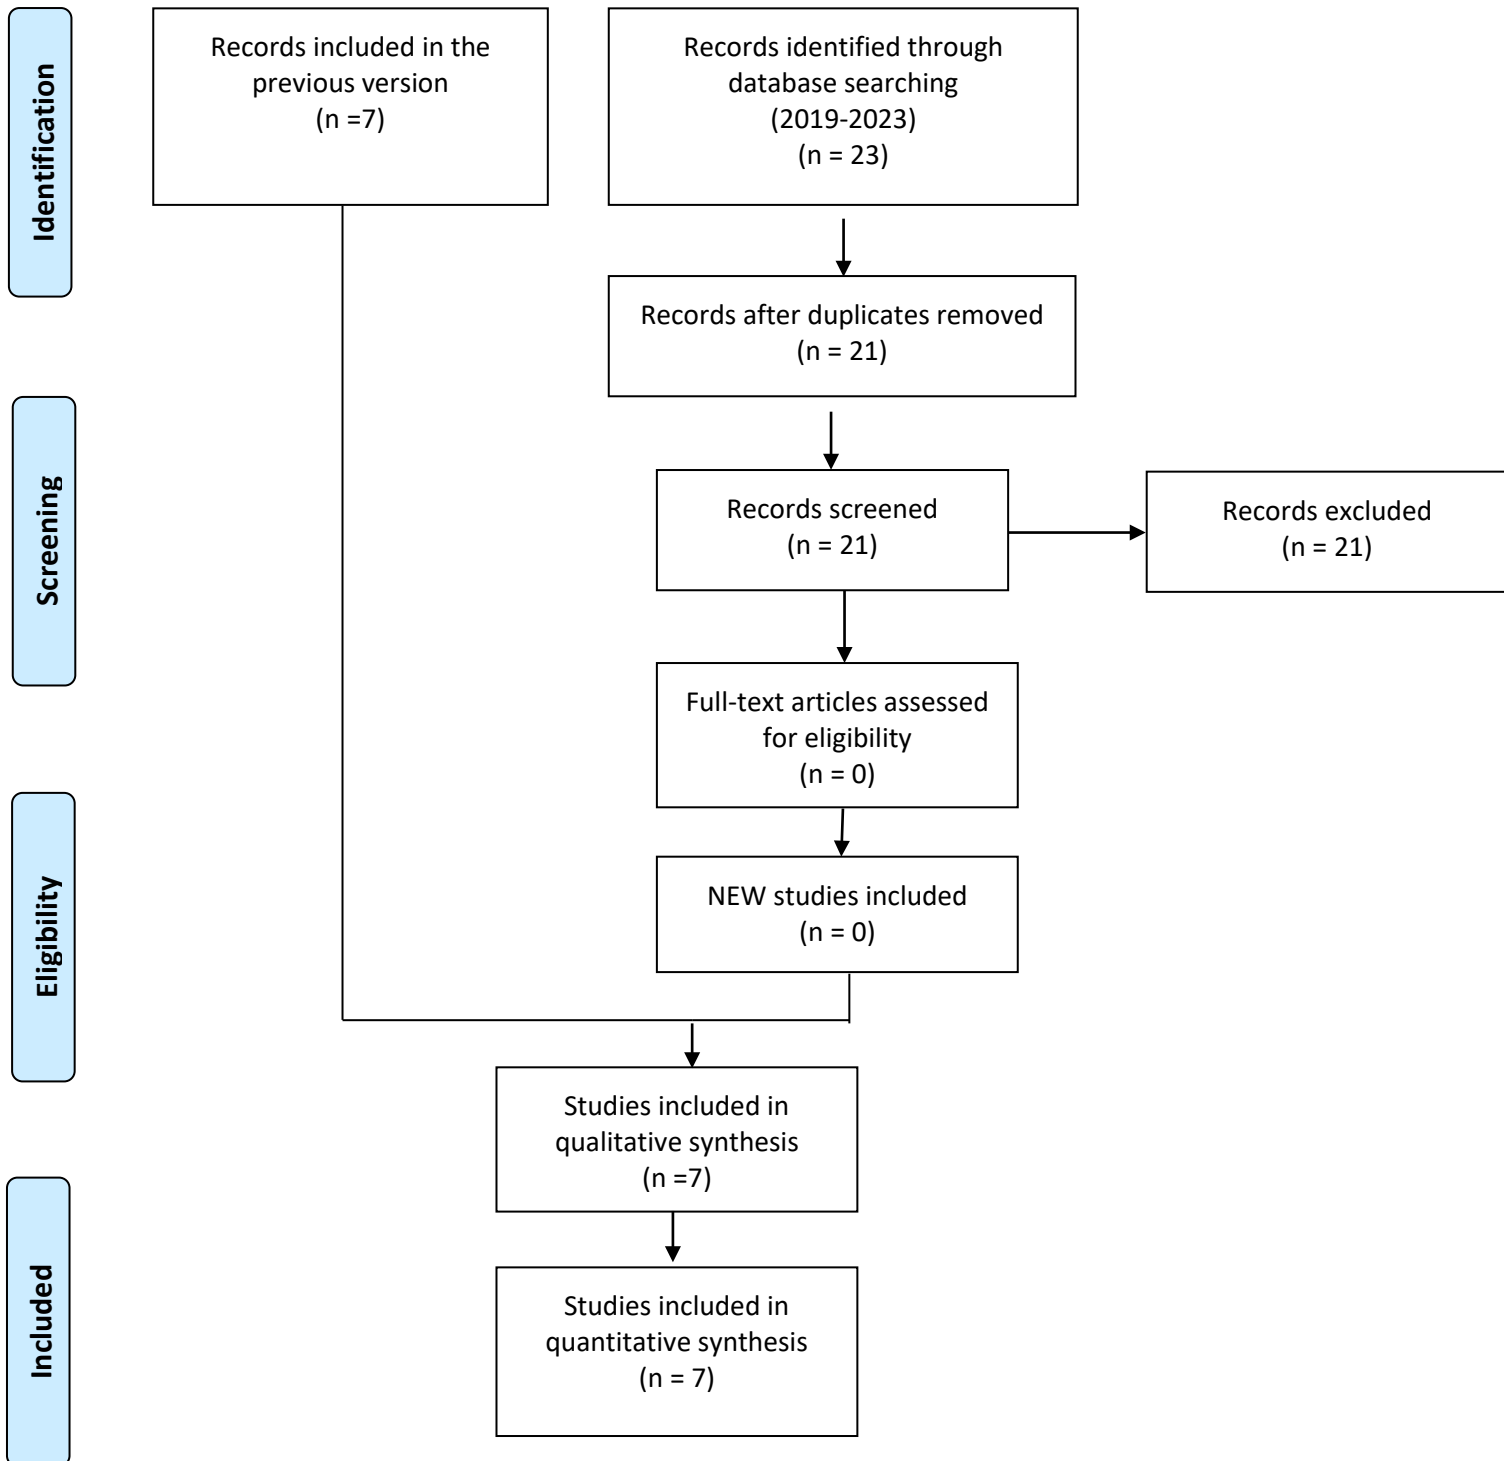 Identification
Records included in the
previous version
(n =7)
Records identified through
database searching
(2019-2023)
(n = 23)
Records after duplicates removed
(n = 21)
Screening
Records screened
(n = 21)
Records excluded
(n = 21)
Full-text articles assessed
for eligibility
(n = 0)
Eligibility
NEW studies included
(n = 0)
Studies included in
qualitative synthesis
(n =7)
Included
Studies included in
quantitative synthesis
(n = 7)